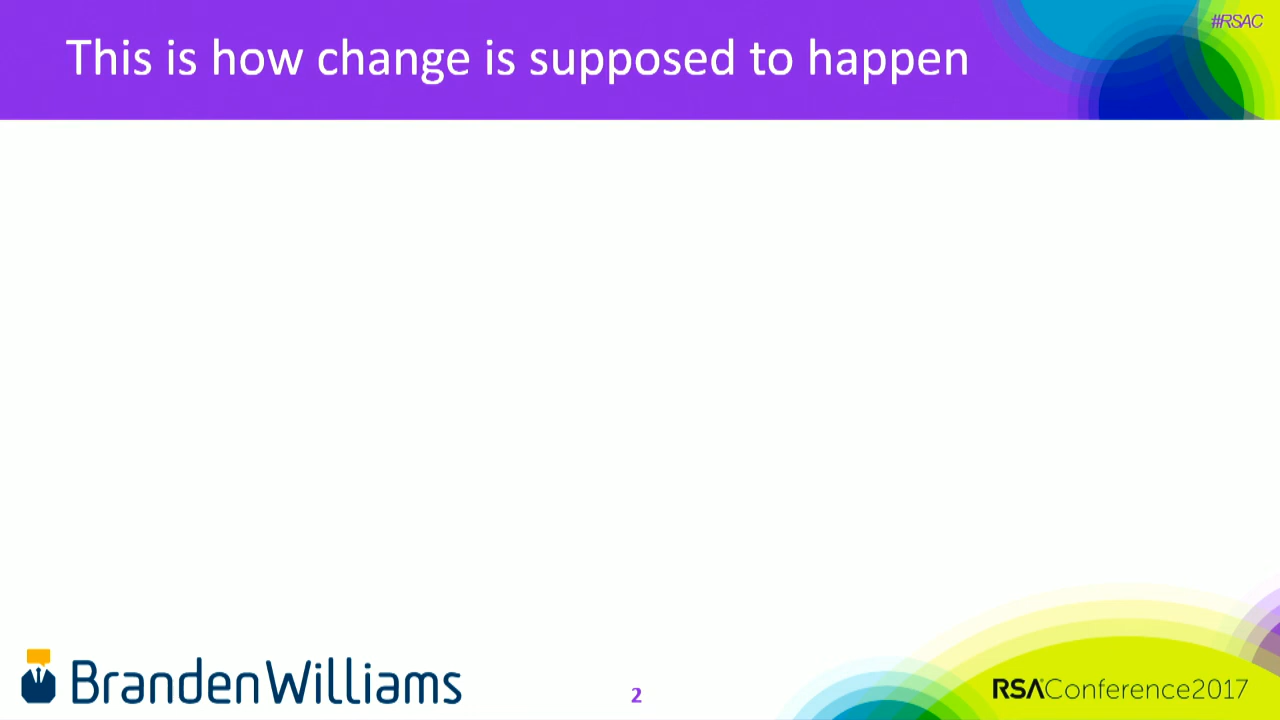 #RSAC
This is how change is supposed to happen
BrandenWilliams
2
RSAConference2017